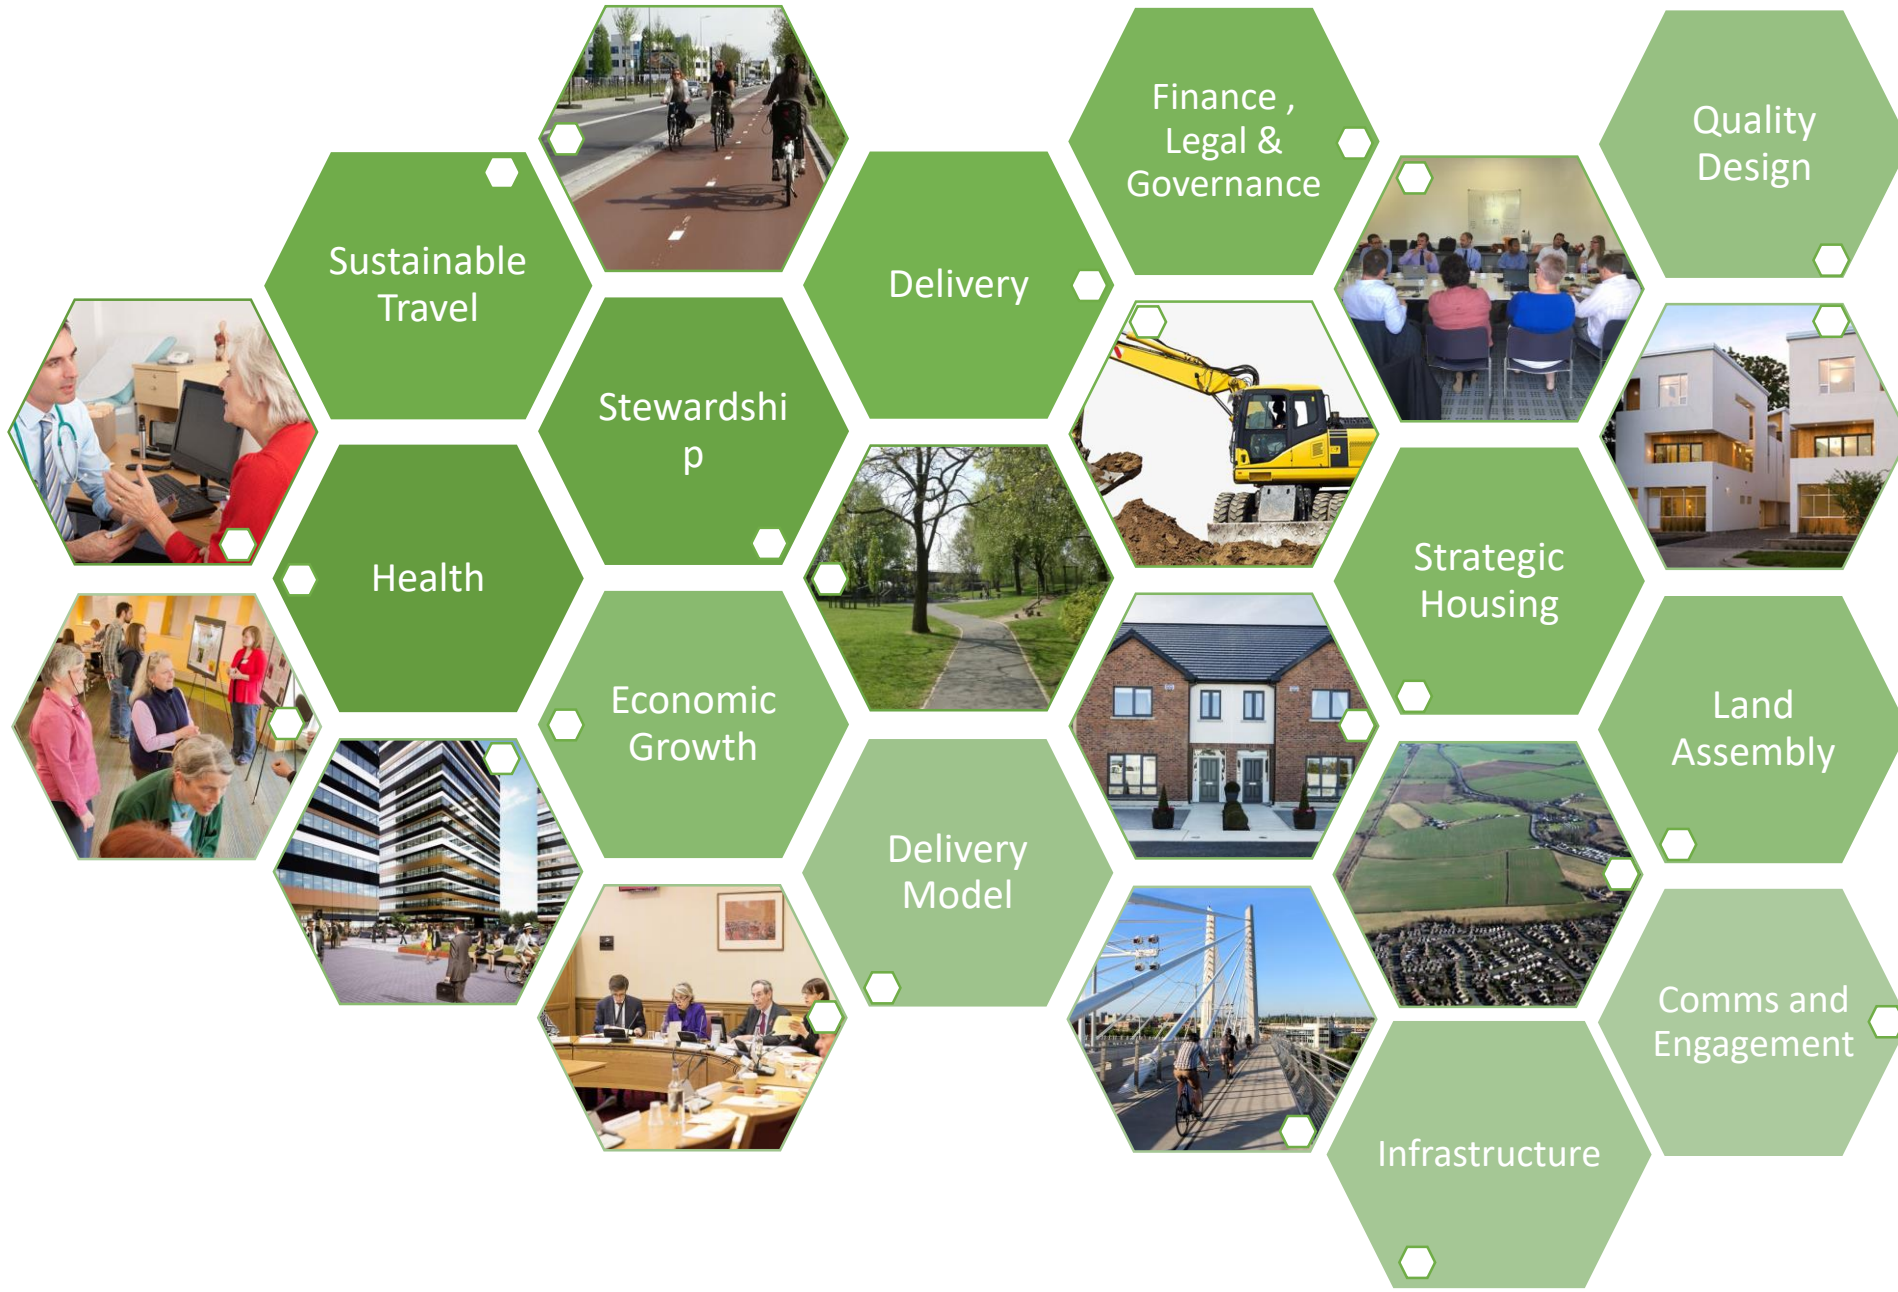 Finance ,
Legal &
Governance
Quality
Design
Sustainable
Travel
Delivery
Stewardshi
p
Health
Strategic
Housing
Economic
Growth
Land
Assembly
Delivery
Model
Comms and
Engagement
Infrastructure